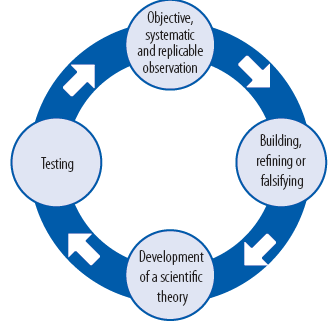 Objective,
systematic
and replicable
observation
Building,
refining or
falsifying
Development
of a scientific
theory
Testing